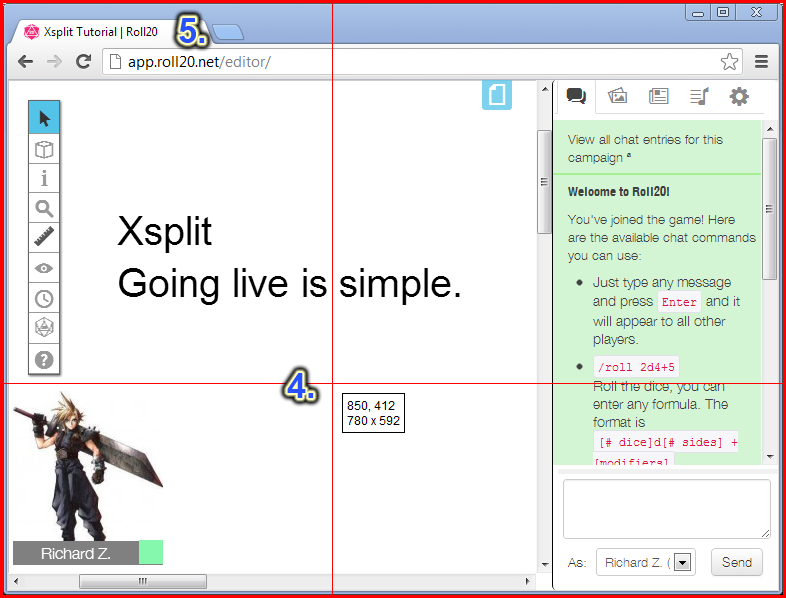 Xsplit Tutorial | Roll20
5.
app.roll20.net/editor/
Xsplit
Going live is simple.
4.
850, 412
780 x 592
Richard Z.
View all chat entries for this
campaign ª
Welcome to Roll20!
You've joined the game! Here
are the available chat commands
you can use:
Just type any message
and press Enter and it
will appear to all other
players.
/roll 2d4+5
Roll the dice, you can
enter any formula. The
format is
[# dice]d[# sides] +
[modifiers]
As: Richard Z. ( Send